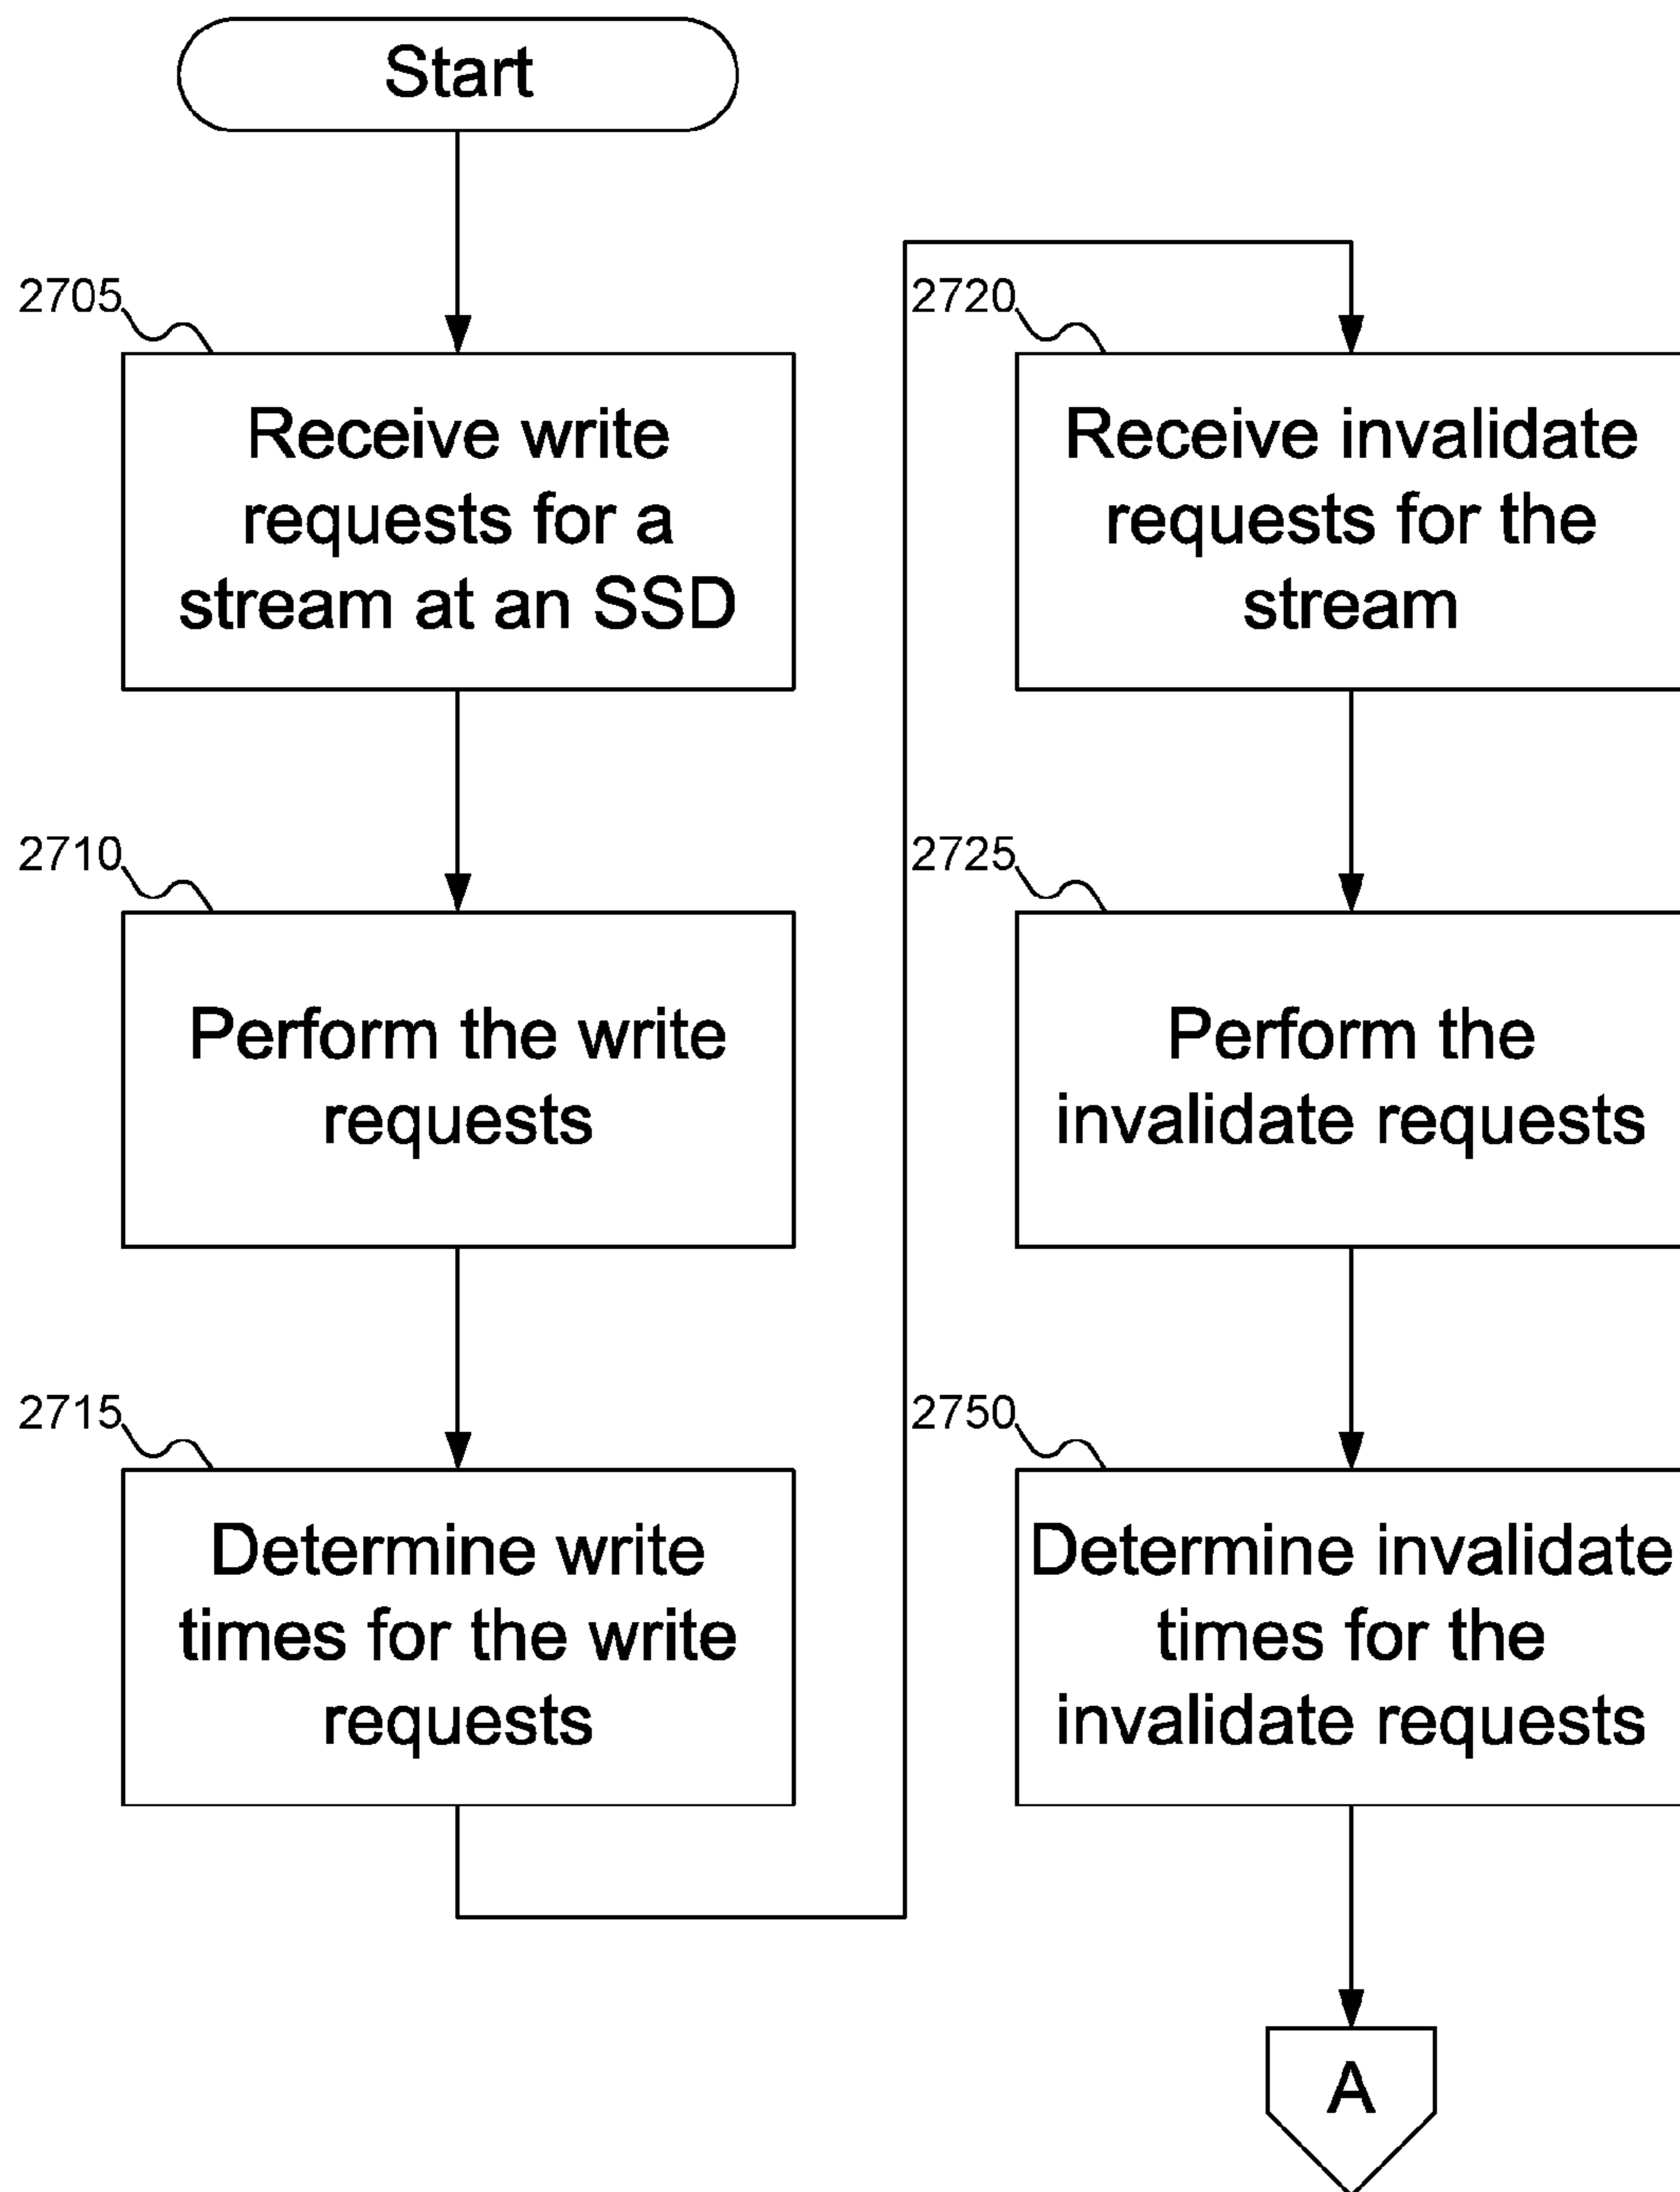 Start
2705
Receive write
requests for a
stream at an SSD
2710
Perform the write
requests
2715
Determine write
times for the write
requests
2720
Receive invalidate
requests for the
stream
2725
Perform the
invalidate requests
2750
Determine invalidate
times for the
invalidate requests
A